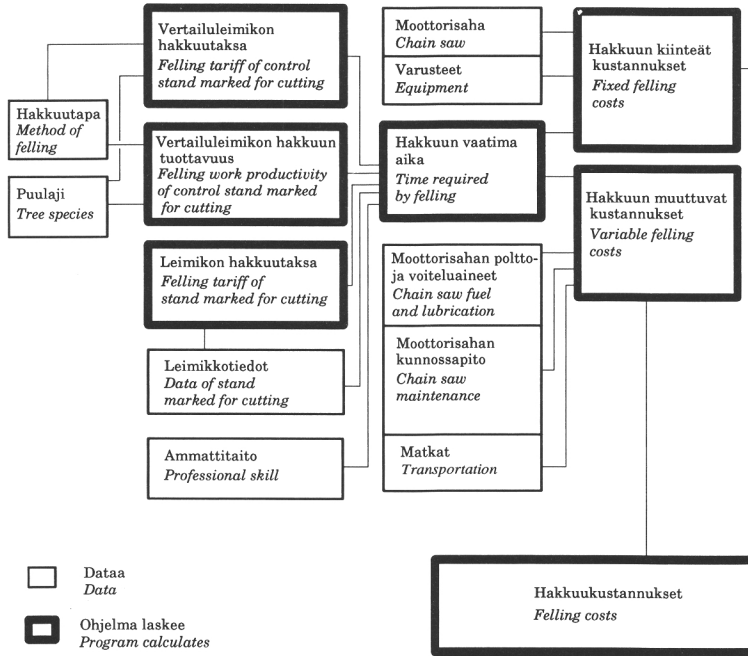 Vertailuleimikon
hakkuutaksa
Felling tariff of control
stand marked for cutting
Hakkuutapa
Method of
felling
Puulaji
Tree species
Vertailuleimikon hakkuun
tuottavuus
Felling work productivity
of control stand marked
for cutting
Leimikon hakkuutaksa
Felling tariff of
stand marked for cutting
Leimikkotiedot
Data of stand
marked for cutting
Ammattitaito
Professional skill
Moottorisaha
Chain saw
Varusteet
Equipment
Hakkuun vaatima
aika
Time required
by felling
Moottorisahan poltto-
ja voiteluaineet
Chain saw fuel
and lubrication
Moottorisahan
kunnossapito
Chain saw
maintenance
Matkat
Transportation
Hakkuun kiinteät
kustannukset
Fixed felling
costs
Hakkuun muuttuvat
kustannukset
Variable felling
costs
Hakkuukustannukset
Felling costs
Dataa
Data
Ohjelma laskee
Program calculates